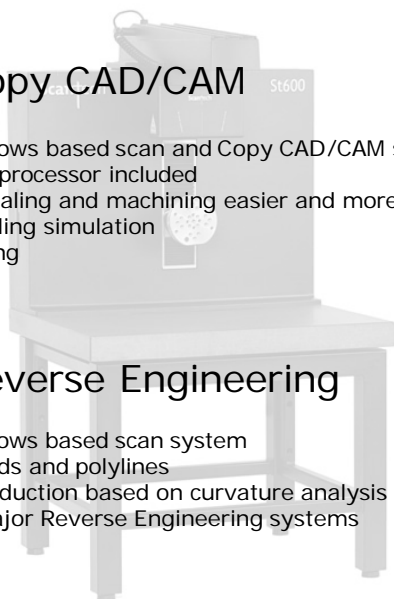 St600
opy CAD/CAM
ows based scan and Copy CAD/CAM
processor included
aling and machining easier and more
ling simulation
ng
everse Engineering
ows based scan system
ds and polylines
duction based on curvature analysis
ajor Reverse Engineering systems